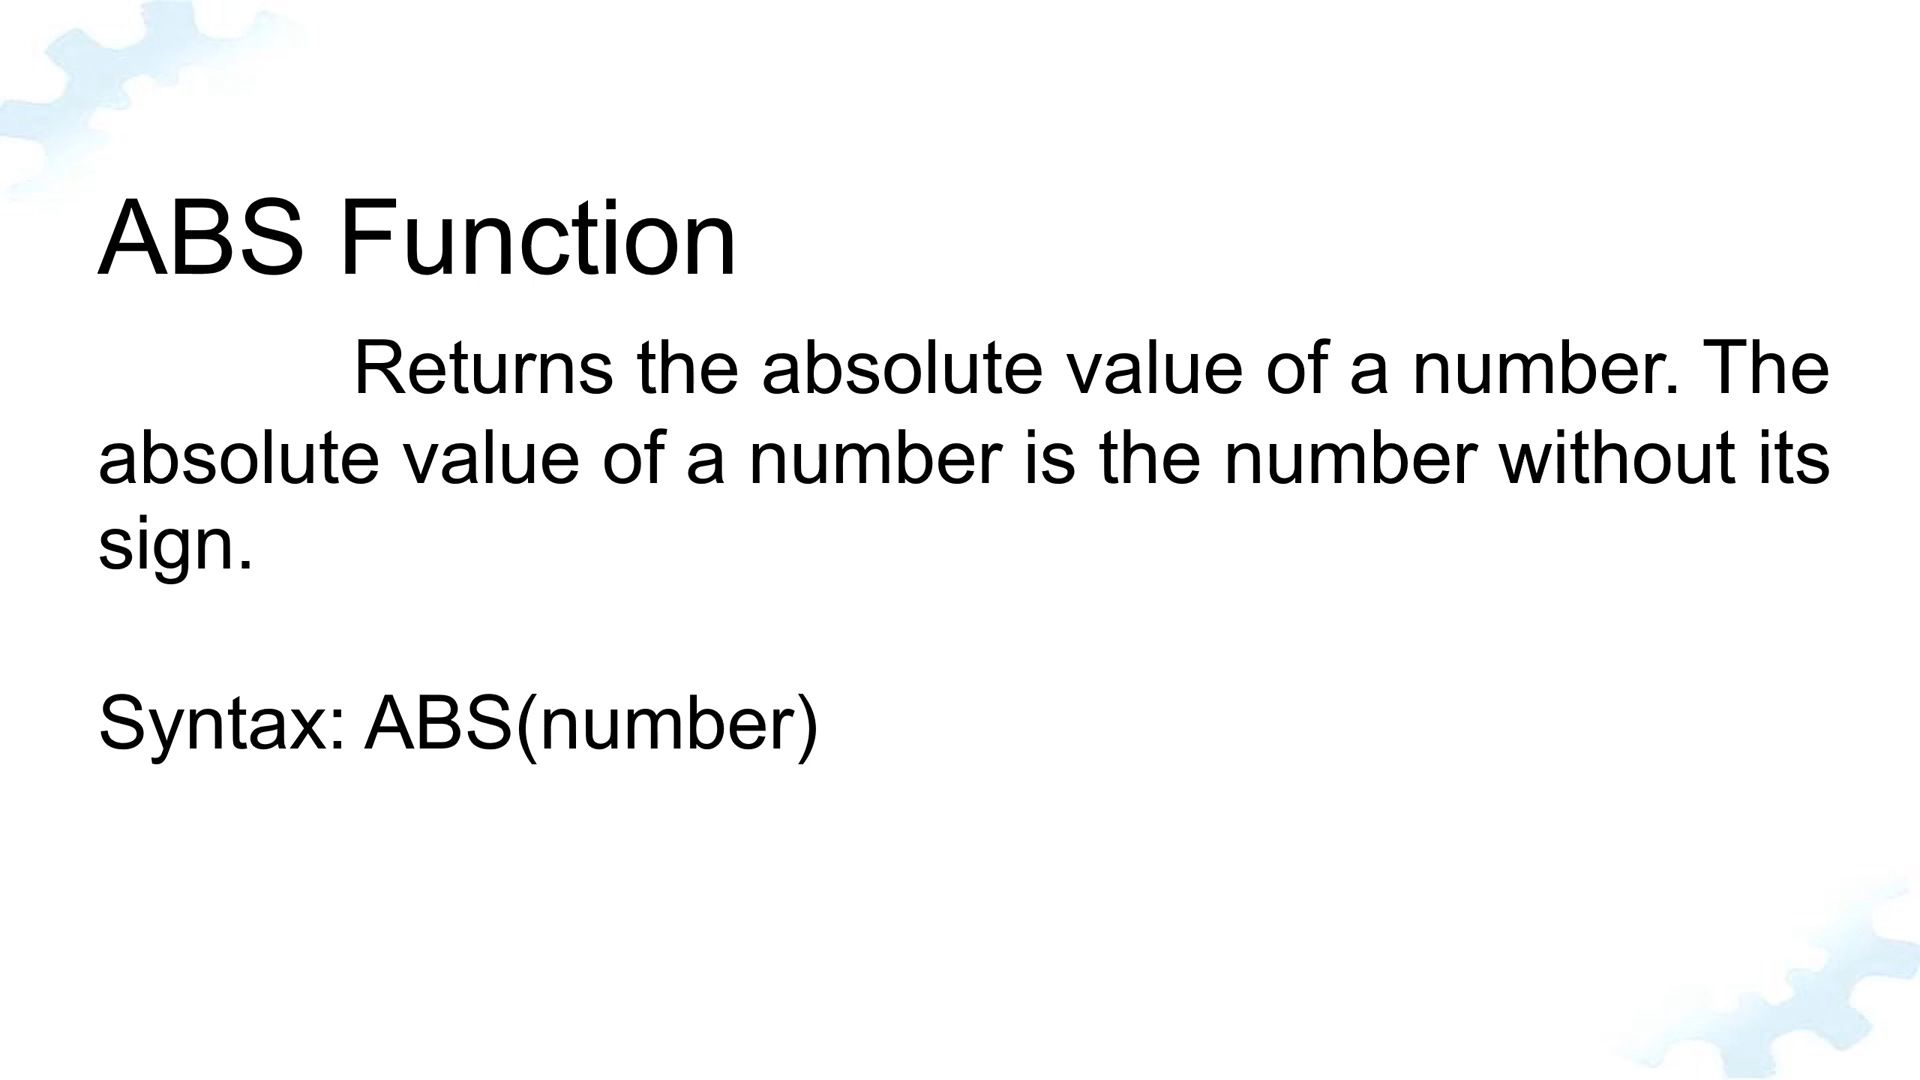 ABS Function
Returns the absolute value of a number. The
absolute value of a number is the number without its
sign.
Syntax: ABS(number)